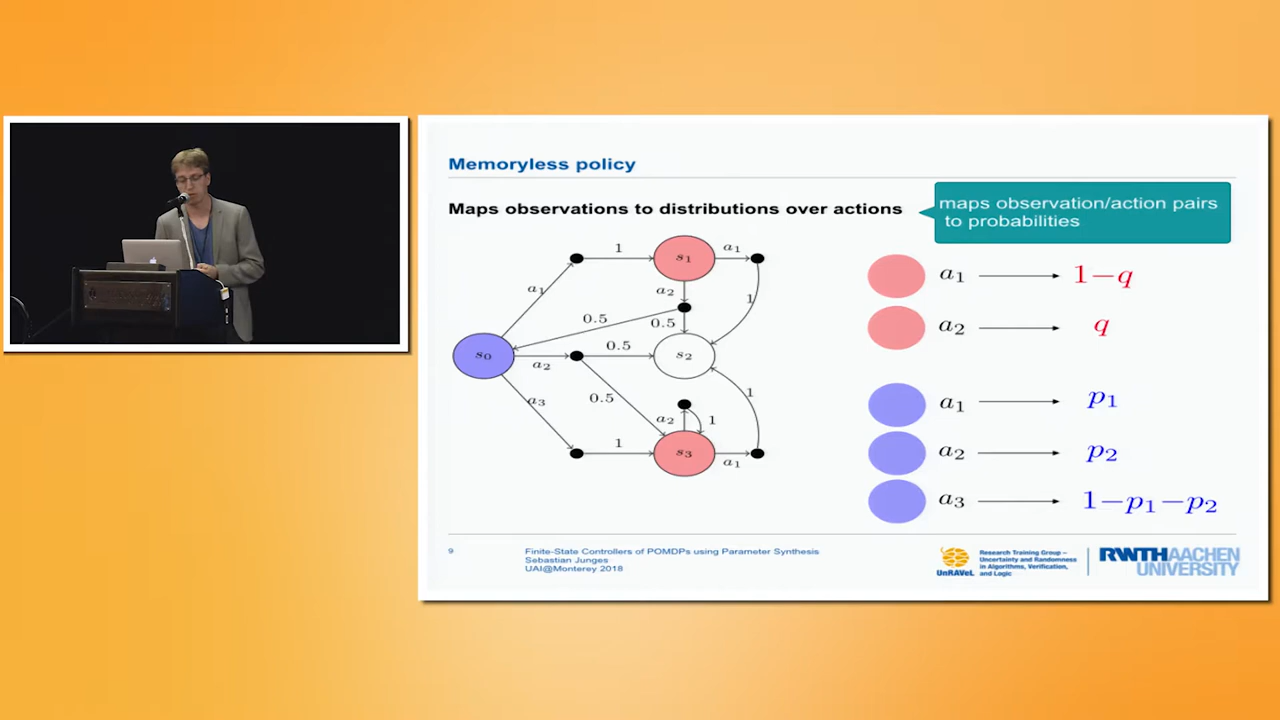 Memoryless policy
Maps observations to distributions over actions
maps observation/action pairs
to probabilities
1
s₁
a₁
a₁
a₂
1
0.5
0.5
s₀
a₂
0.5
s₂
a₃
0.5
1
a₂
1
1
s₃
a₁
a₁ 1−q
a₂ q
a₁ p₁
a₂ p₂
a₃ 1−p₁−p₂
9
Finite-State Controllers of POMDPs using Parameter Synthesis
Sebastian Junges
UAI@Monterey 2018
UnRAVeL
Research Training Group –
Uncertainty and Randomness
in Algorithms, Verification,
and Logic
RWTHAACHEN
UNIVERSITY